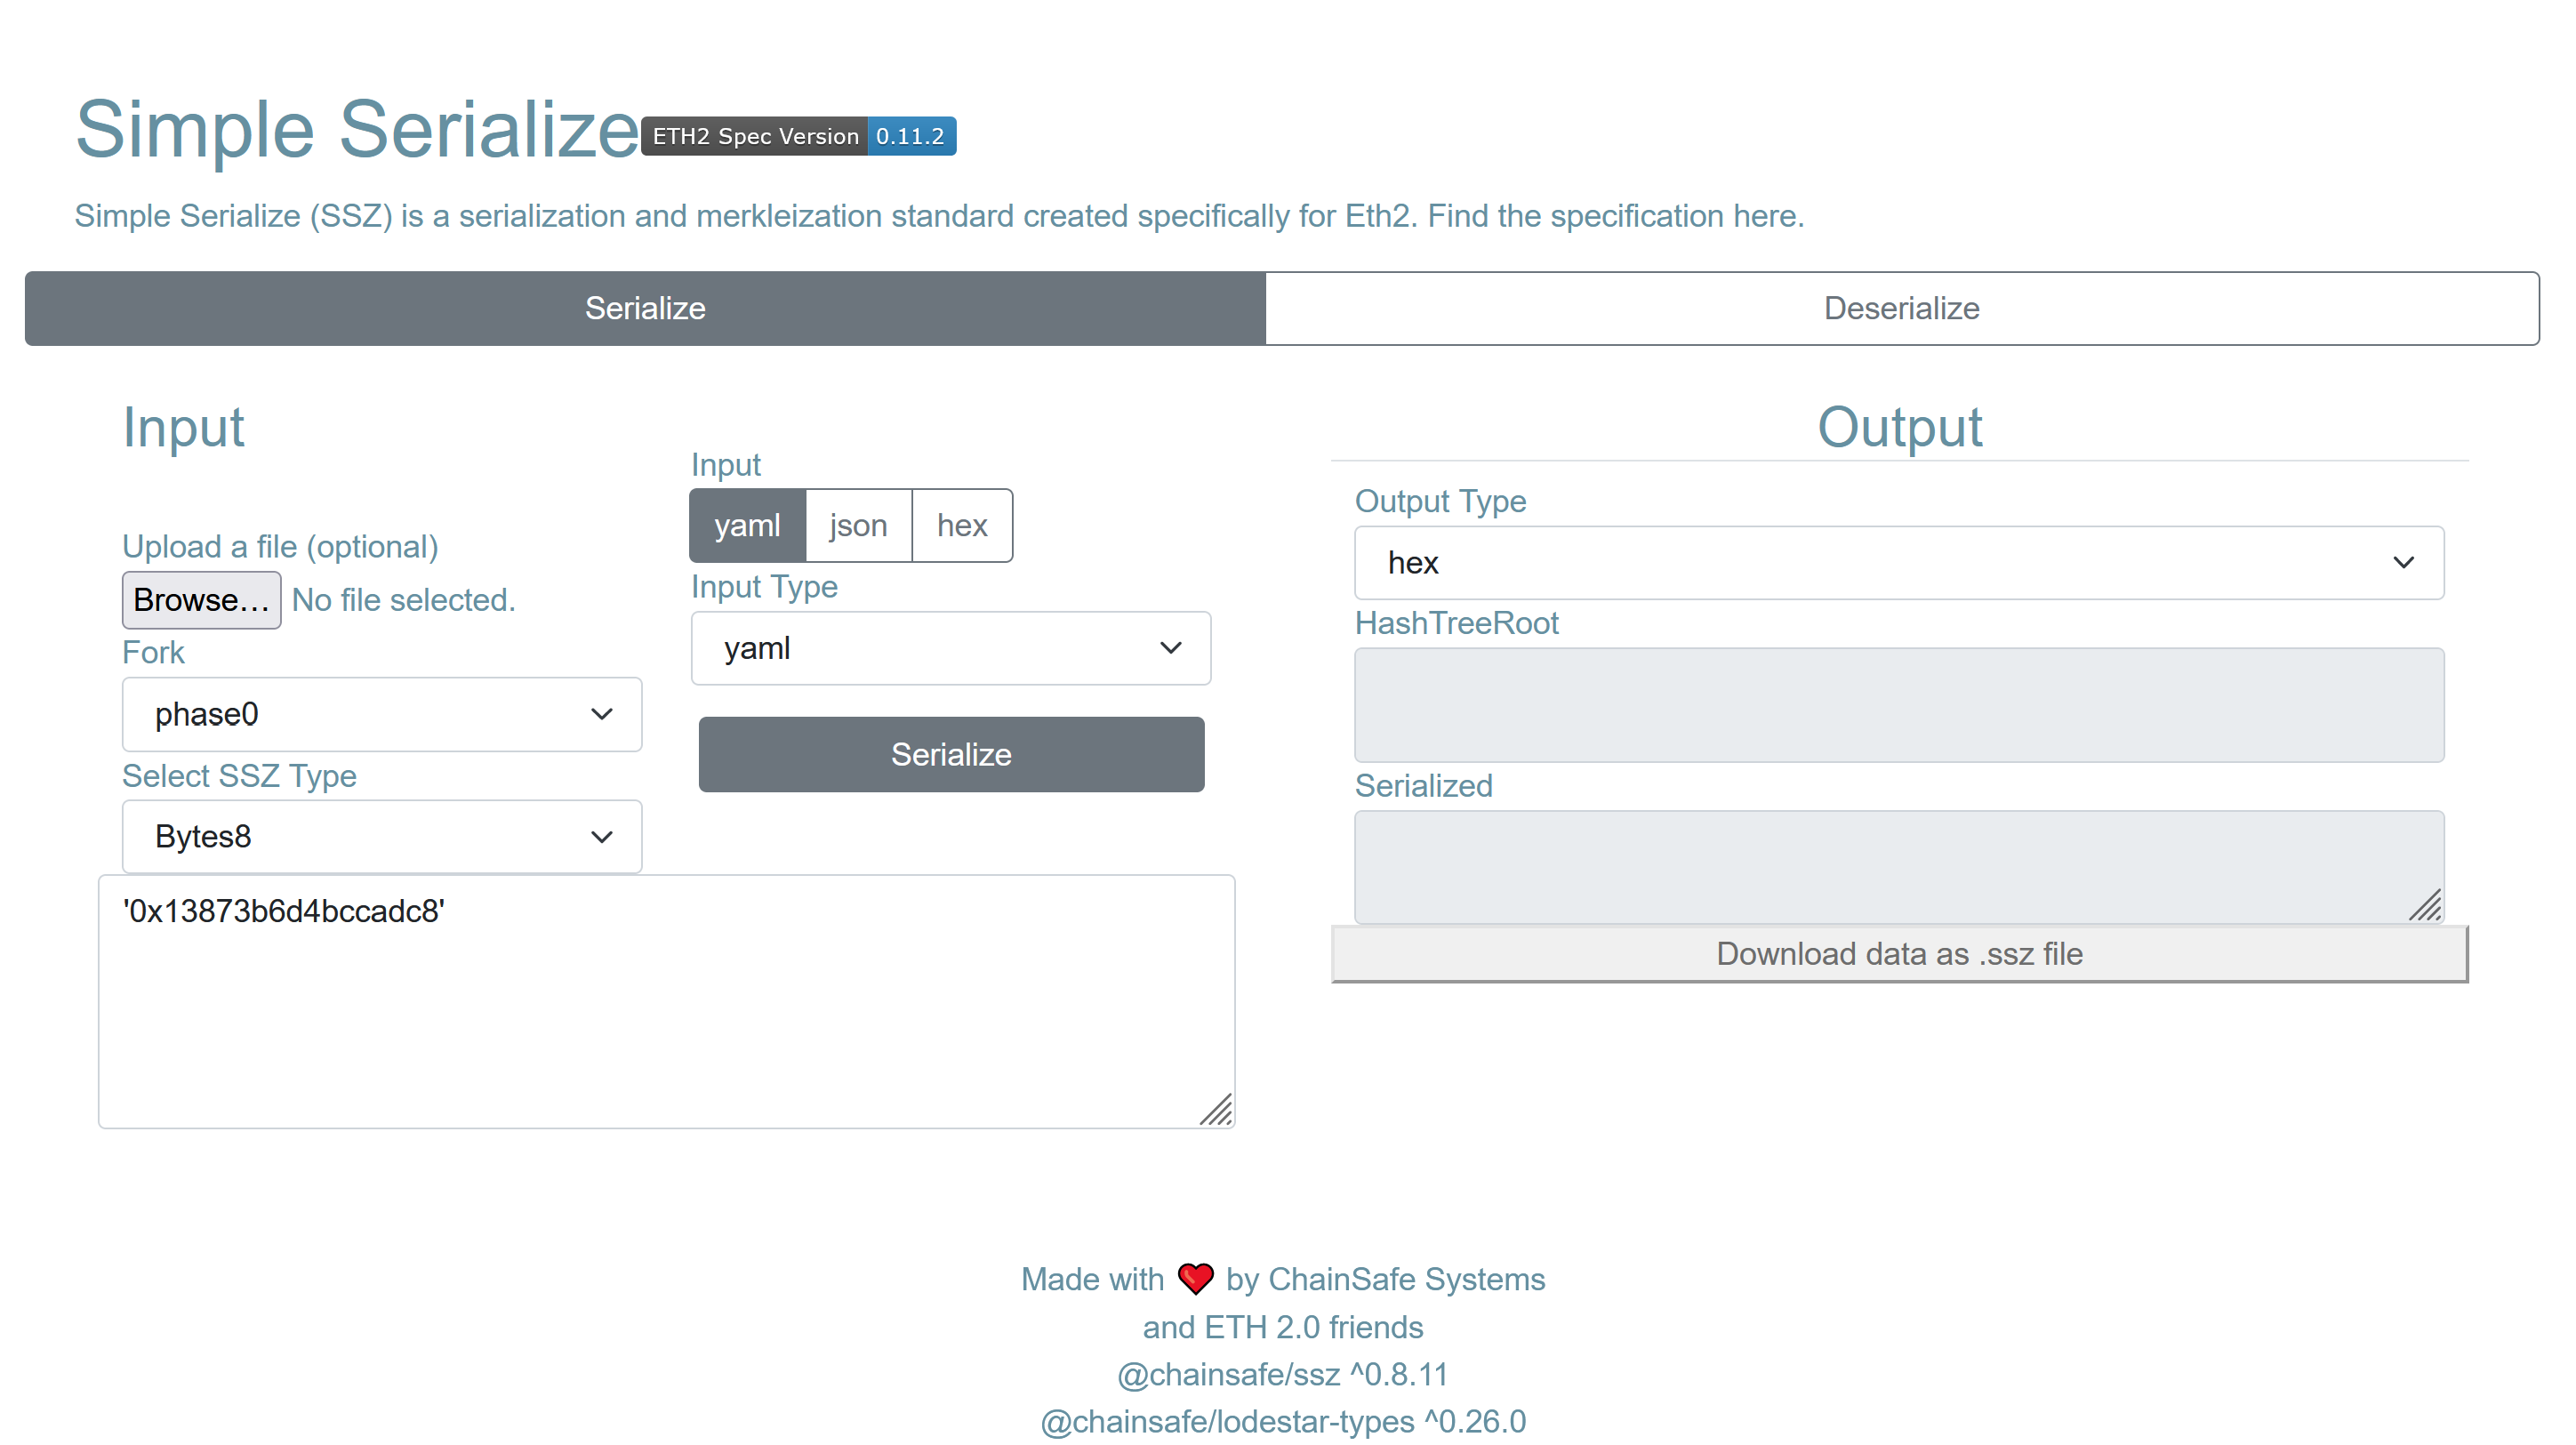 Simple Serialize
ETH2 Spec Version 0.11.2
Simple Serialize (SSZ) is a serialization and merkleization standard created specifically for Eth2. Find the specification here.
Serialize
Deserialize
Input
Upload a file (optional)
Browse... No file selected.
Fork
phase0
Select SSZ Type
Bytes8
Input
yaml json hex
Input Type
yaml
Serialize
'0x13873b6d4bccadc8'
Output
Output Type
hex
HashTreeRoot
Serialized
Download data as .ssz file
Made with ❤ by ChainSafe Systems
and ETH 2.0 friends
@chainsafe/ssz ^0.8.11
@chainsafe/lodestar-types ^0.26.0